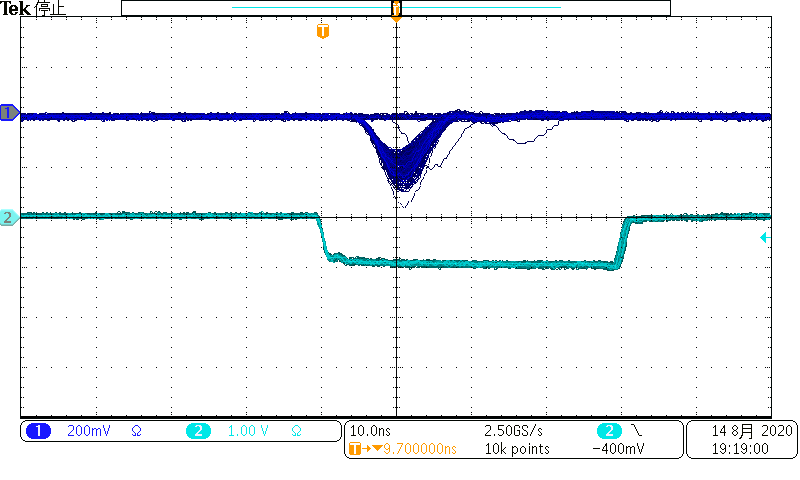 Tek 停止
T
T
1
2
1 200mV Ω 2 1.00 V Ω
10.0ns 2.50GS/s 2
T→▼9.700000ns 10k points −400mV
14 8月 2020
19:19:00